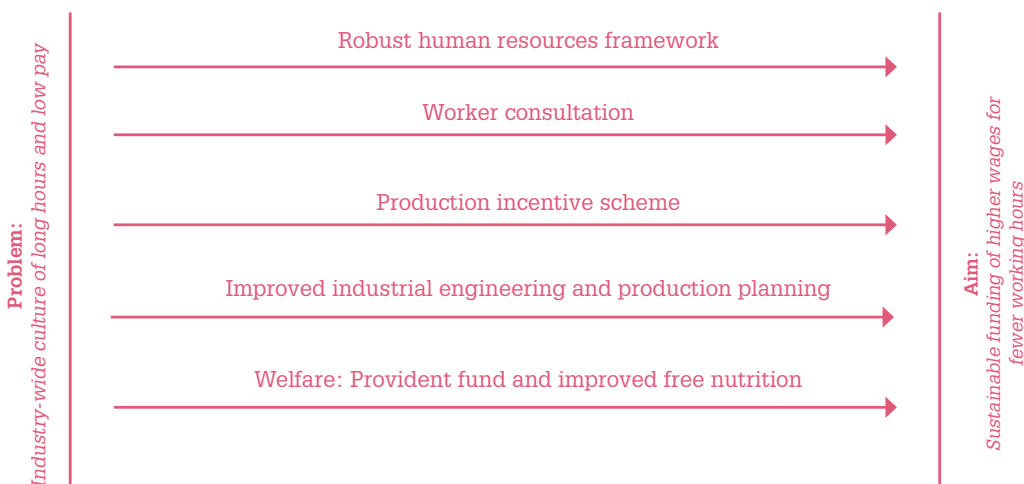 Problem:
Industry-wide culture of long hours and low pay
Robust human resources framework
Worker consultation
Production incentive scheme
Improved industrial engineering and production planning
Welfare: Provident fund and improved free nutrition
Aim:
Sustainable funding of higher wages for
fewer working hours